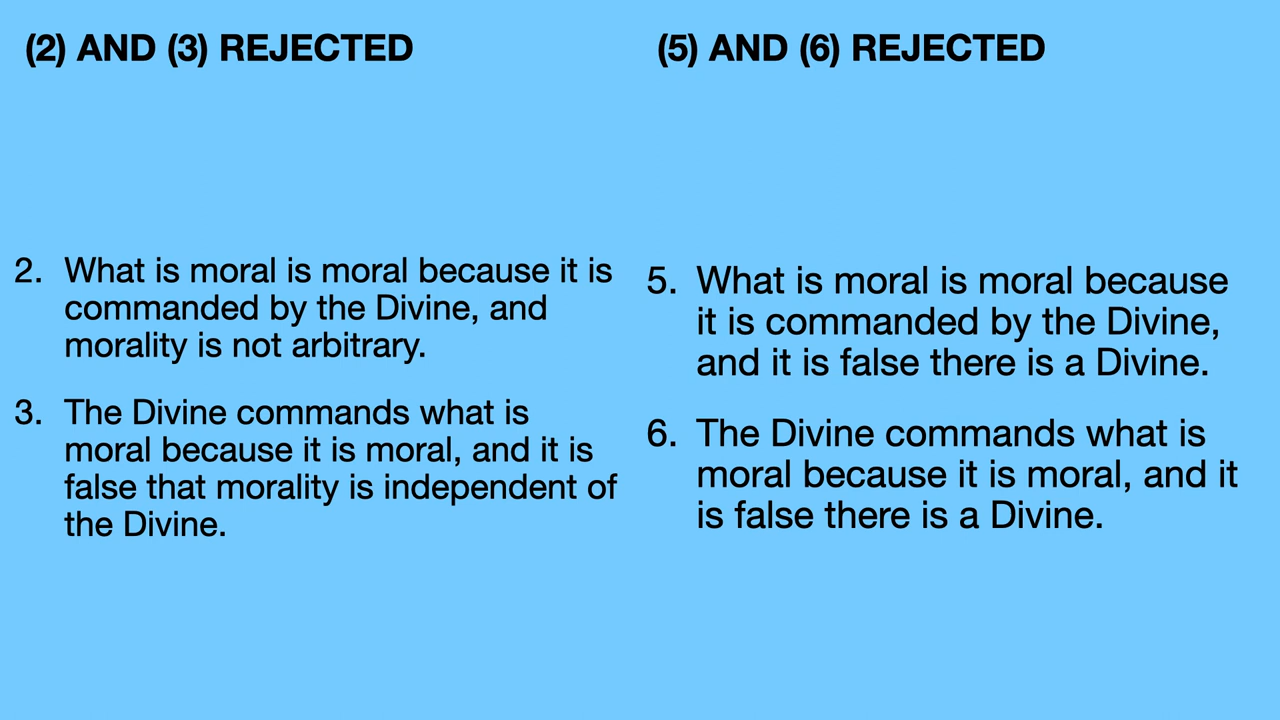 (2) AND (3) REJECTED
2. What is moral is moral because it is
commanded by the Divine, and
morality is not arbitrary.
3. The Divine commands what is
moral because it is moral, and it is
false that morality is independent of
the Divine.
(5) AND (6) REJECTED
5. What is moral is moral because
it is commanded by the Divine,
and it is false there is a Divine.
6. The Divine commands what is
moral because it is moral, and it
is false there is a Divine.